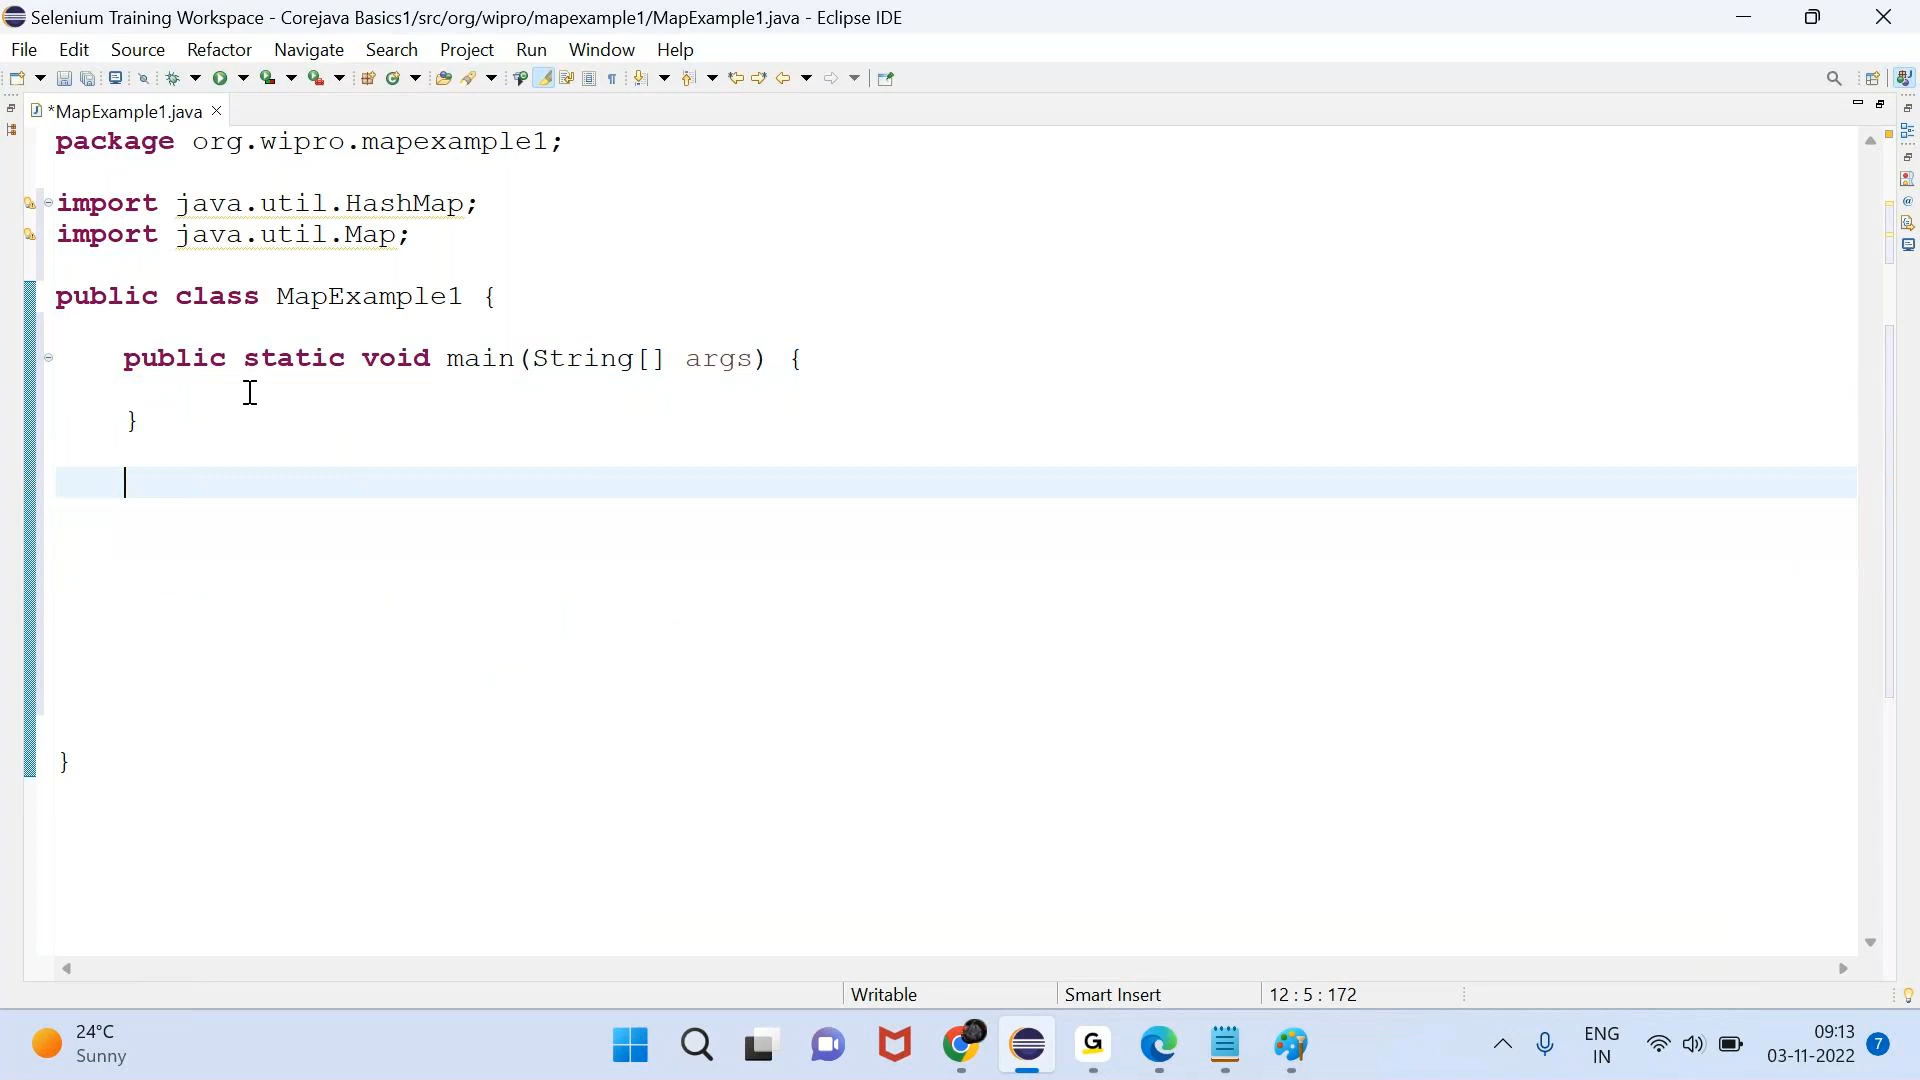 Selenium Training Workspace - Corejava Basics1/src/org/wipro/mapexample1/MapExample1.java - Eclipse IDE
File Edit Source Refactor Navigate Search Project Run Window Help
*MapExample1.java
package org.wipro.mapexample1;
import java.util.HashMap;
import java.util.Map;
public class MapExample1 {
public static void main(String[] args) {
}
}
Writable Smart Insert 12 : 5 : 172
24°C
Sunny
ENG
IN
09:13
03-11-2022
7